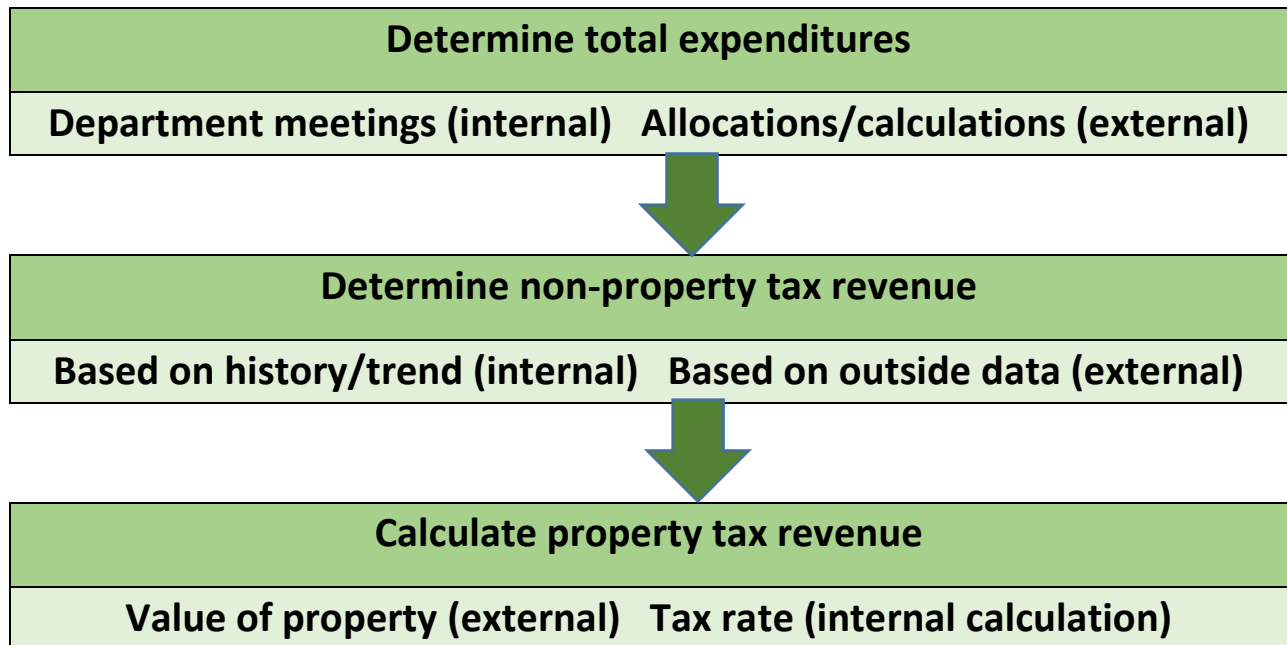 Determine total expenditures
Department meetings (internal) Allocations/calculations (external)
Determine non-property tax revenue
Based on history/trend (internal) Based on outside data (external)
Calculate property tax revenue
Value of property (external) Tax rate (internal calculation)